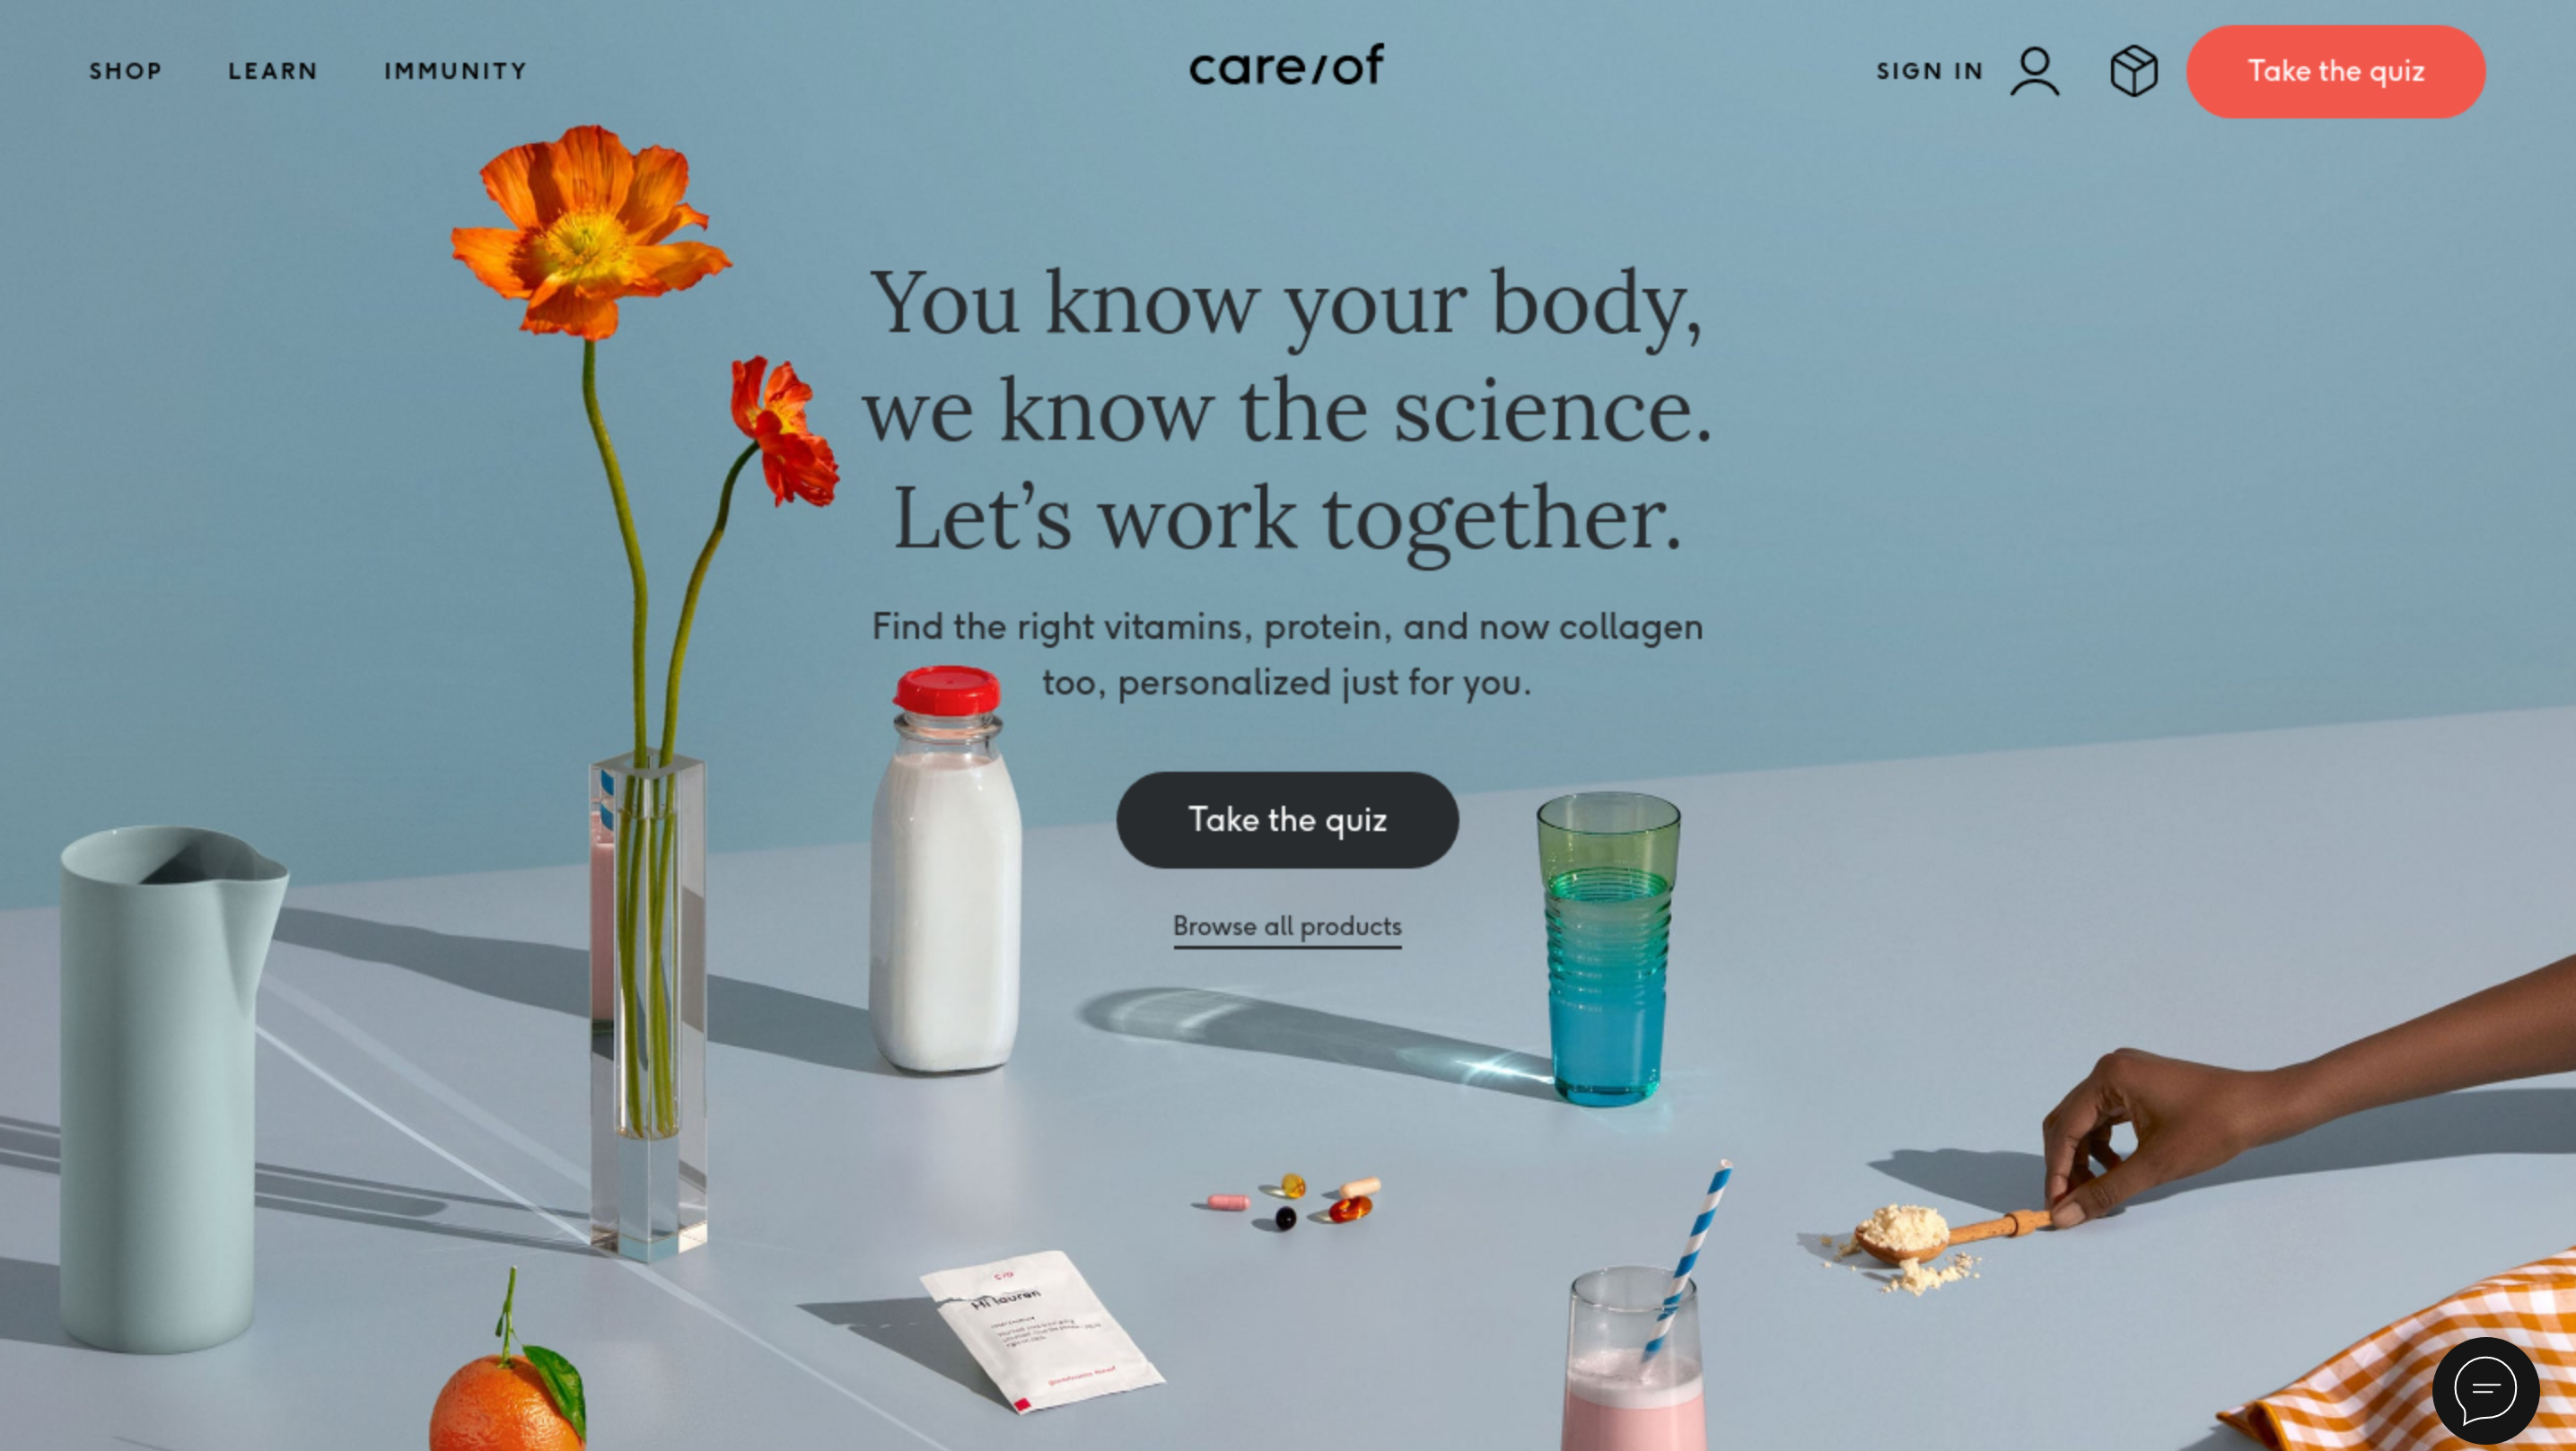 SHOP LEARN IMMUNITY care/of SIGN IN Take the quiz
You know your body,
we know the science.
Let’s work together.
Find the right vitamins, protein, and now collagen
too, personalized just for you.
Take the quiz
Browse all products
c/o
Hi lauren